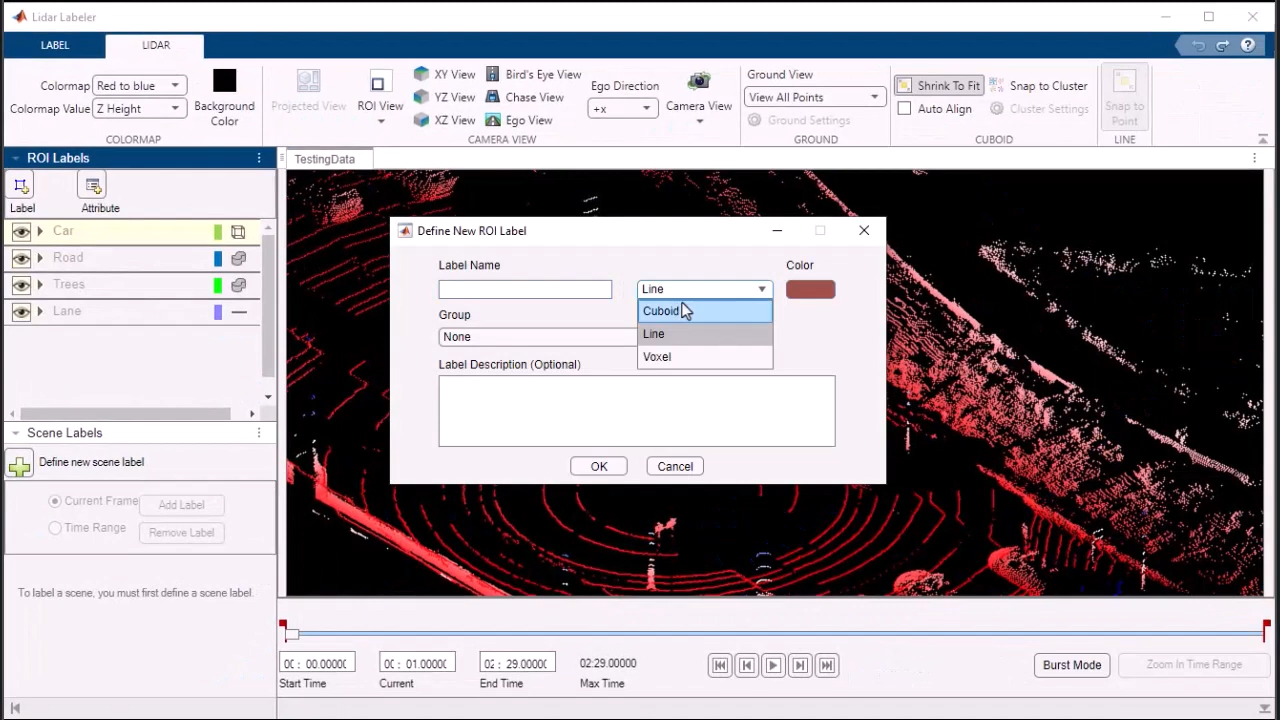 Lidar Labeler
LABEL
LIDAR
Colormap
Red to blue
Colormap Value
Z Height
Background
Color
COLORMAP
Projected View
ROI View
XY View
YZ View
XZ View
Bird's Eye View
Chase View
Ego View
Ego Direction
+x
Camera View
CAMERA VIEW
Ground View
View All Points
Ground Settings
GROUND
Shrink To Fit
Auto Align
Snap to Cluster
Cluster Settings
CUBOID
Snap to
Point
LINE
ROI Labels
Label
Attribute
Car
Road
Trees
Lane
Scene Labels
Define new scene label
Current Frame
Add Label
Time Range
Remove Label
To label a scene, you must first define a scene label.
TestingData
Define New ROI Label
Label Name
Line
Color
Cuboid
Line
Voxel
Group
None
Label Description (Optional)
OK
Cancel
00.0000
01.0000
29.0000
02:29.00000
Start Time
Current
End Time
Max Time
Burst Mode
Zoom In Time Range